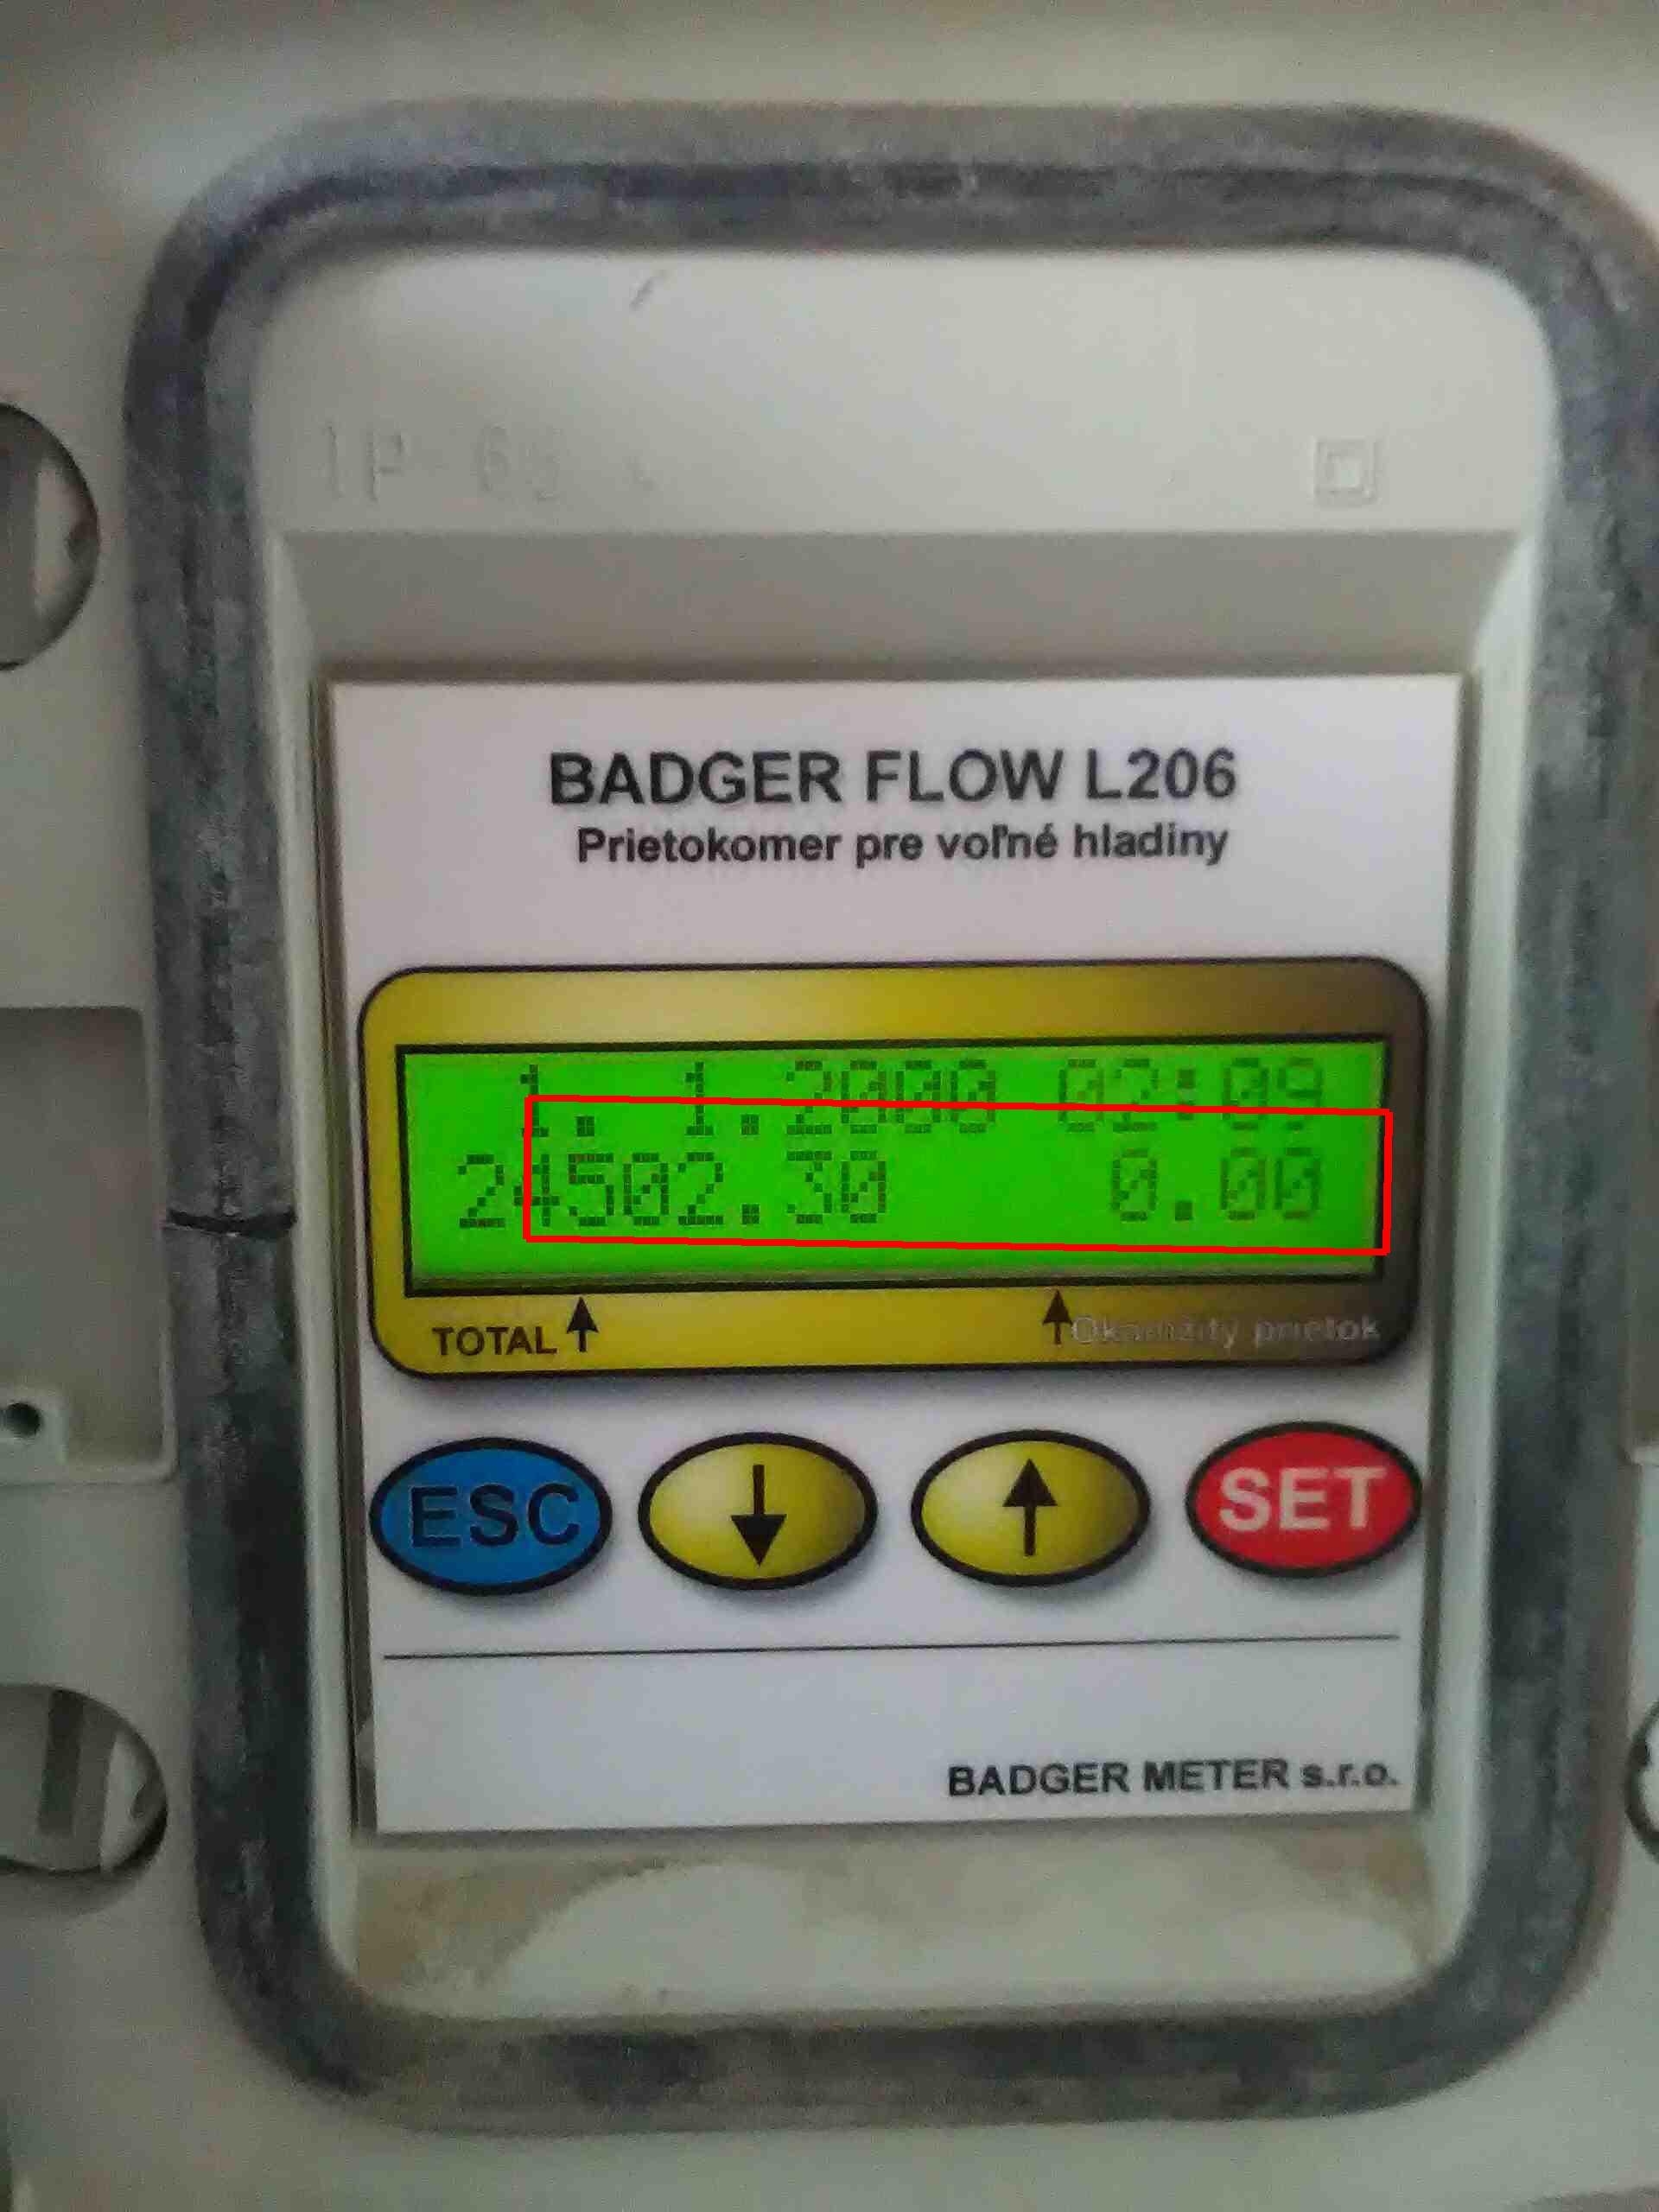 IP 65
BADGER FLOW L206
Prietokomer pre voľné hladiny
1. 1.2000 02:09
24502.30 0.00
TOTAL Okamžitý prietok
ESC SET
BADGER METER s.r.o.